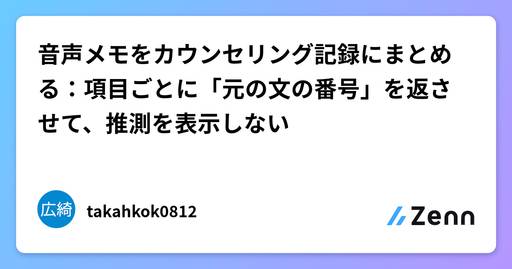 音声メモをカウンセリング記録にまとめ
る：項目ごとに「元の文の番号」を返さ
せて、推測を表示しない
広綺
takahkok0812
Zenn